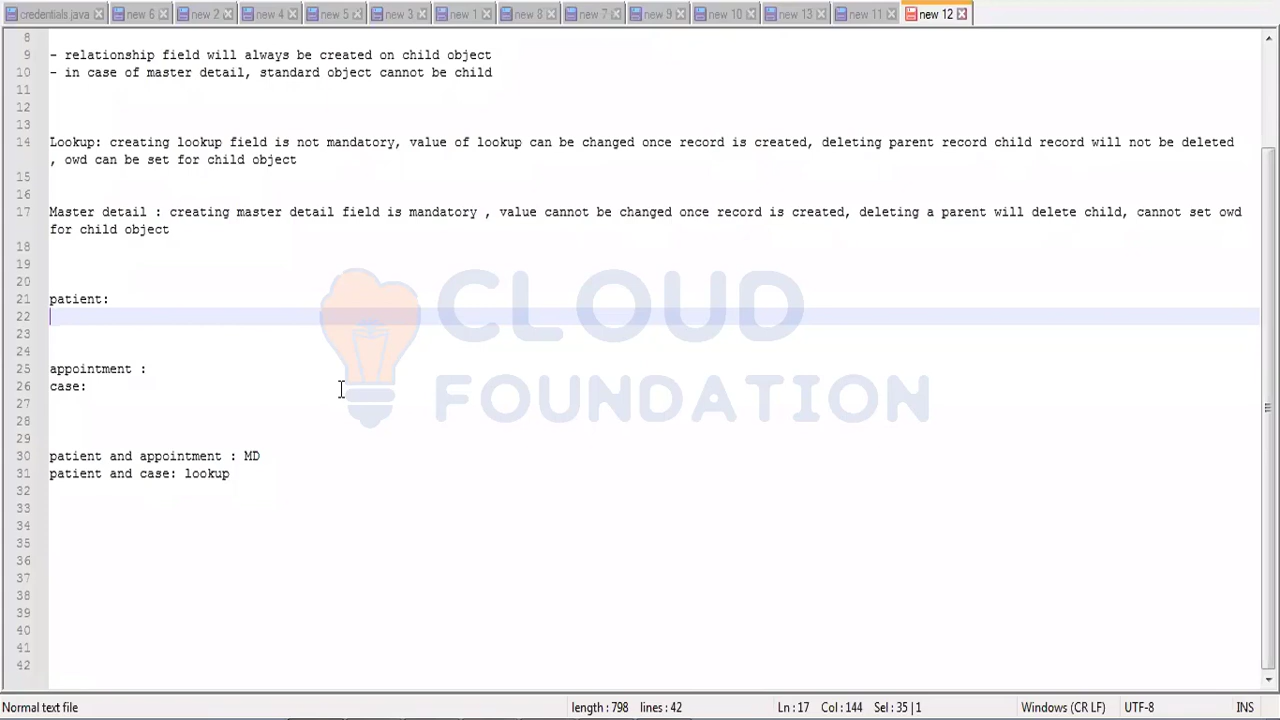 credentials java new 6 new 2 new 4 new 5 new 3 new 1 new 8 new 7 new 9 new 10 new 13 new 11 new 12
8
9 - relationship field will always be created on child object
10 - in case of master detail, standard object cannot be child
11
12
13
14 Lookup: creating lookup field is not mandatory, value of lookup can be changed once record is created, deleting parent record child record will not be deleted
, owd can be set for child object
15
16
17 Master detail : creating master detail field is mandatory , value cannot be changed once record is created, deleting a parent will delete child, cannot set owd
for child object
18
19
20
21 patient:
22
23
24
25 appointment :
26 case:
27
28
29
30 patient and appointment : MD
31 patient and case: lookup
32
33
34
35
36
37
38
39
40
41
42
CLOUD
FOUNDATION
Normal text file length : 798 lines : 42 Ln : 17 Col : 144 Sel : 35 | 1 Windows (CR LF) UTF-8 INS